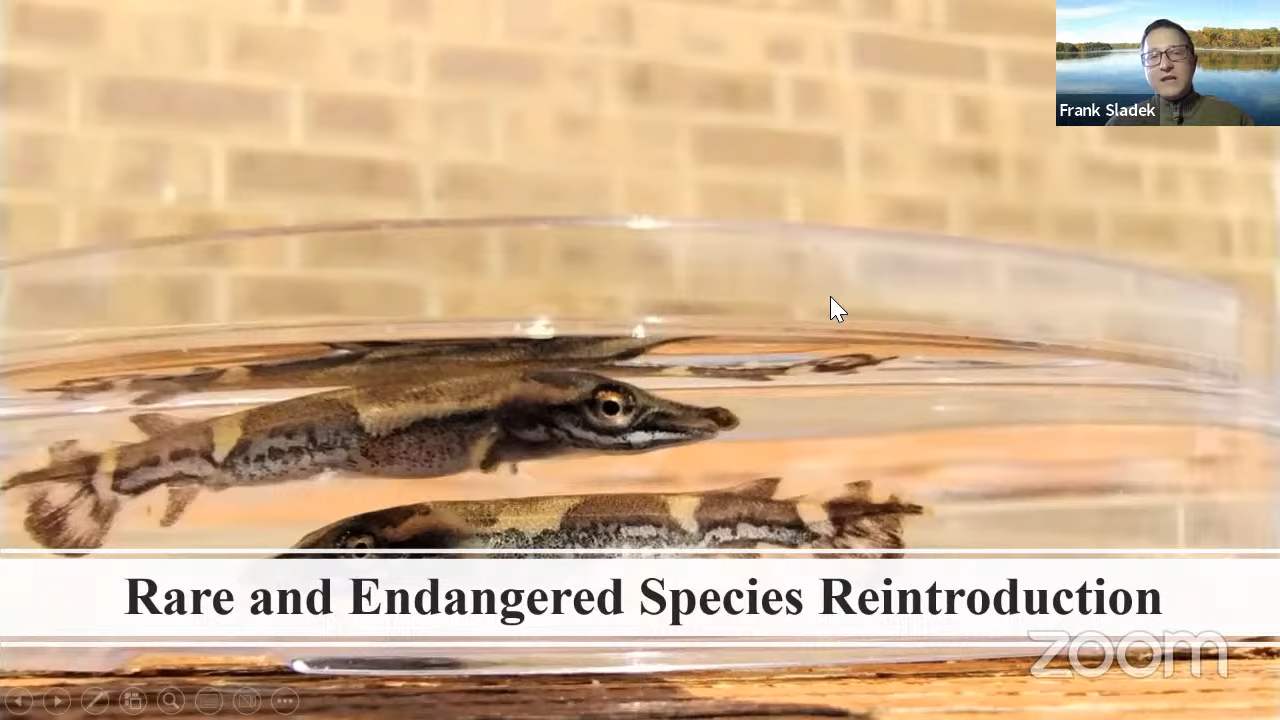 Frank Sladek
Rare and Endangered Species Reintroduction
zoom